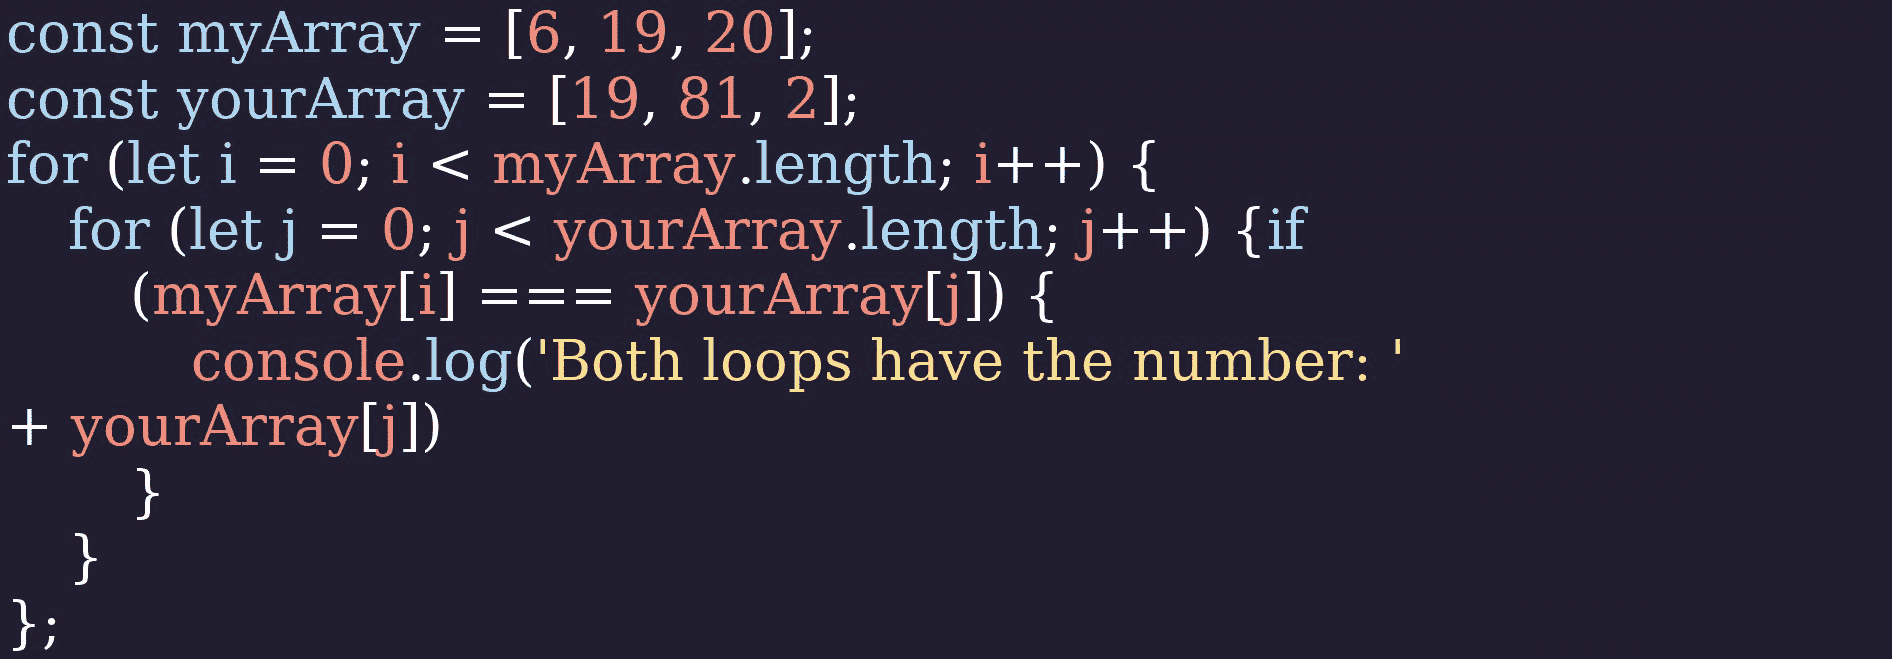 const myArray = [6, 19, 20];
const yourArray = [19, 81, 2];
for (let i = 0; i < myArray.length; i++) {
    for (let j = 0; j < yourArray.length; j++) {if
        (myArray[i] === yourArray[j]) {
            console.log('Both loops have the number: '
+ yourArray[j])
        }
    }
};